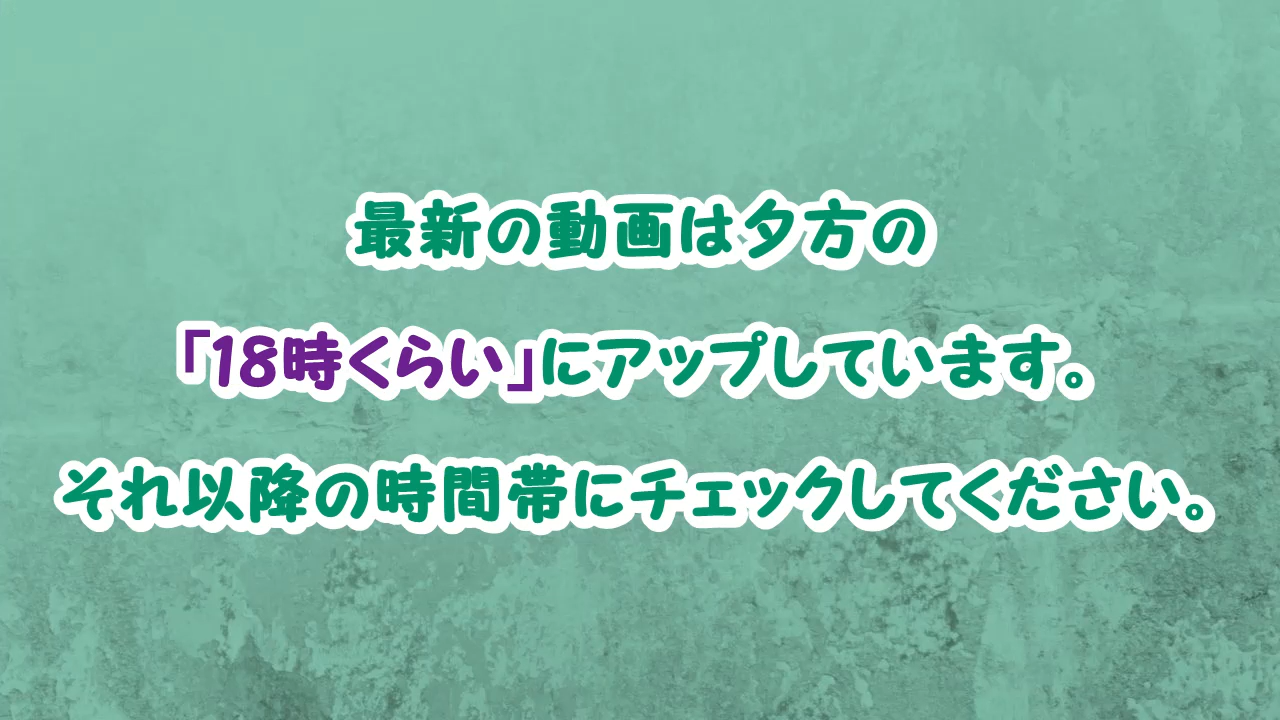 最新の動画は夕方の
「18時くらい」にアップしています。
それ以降の時間帯にチェックしてください。